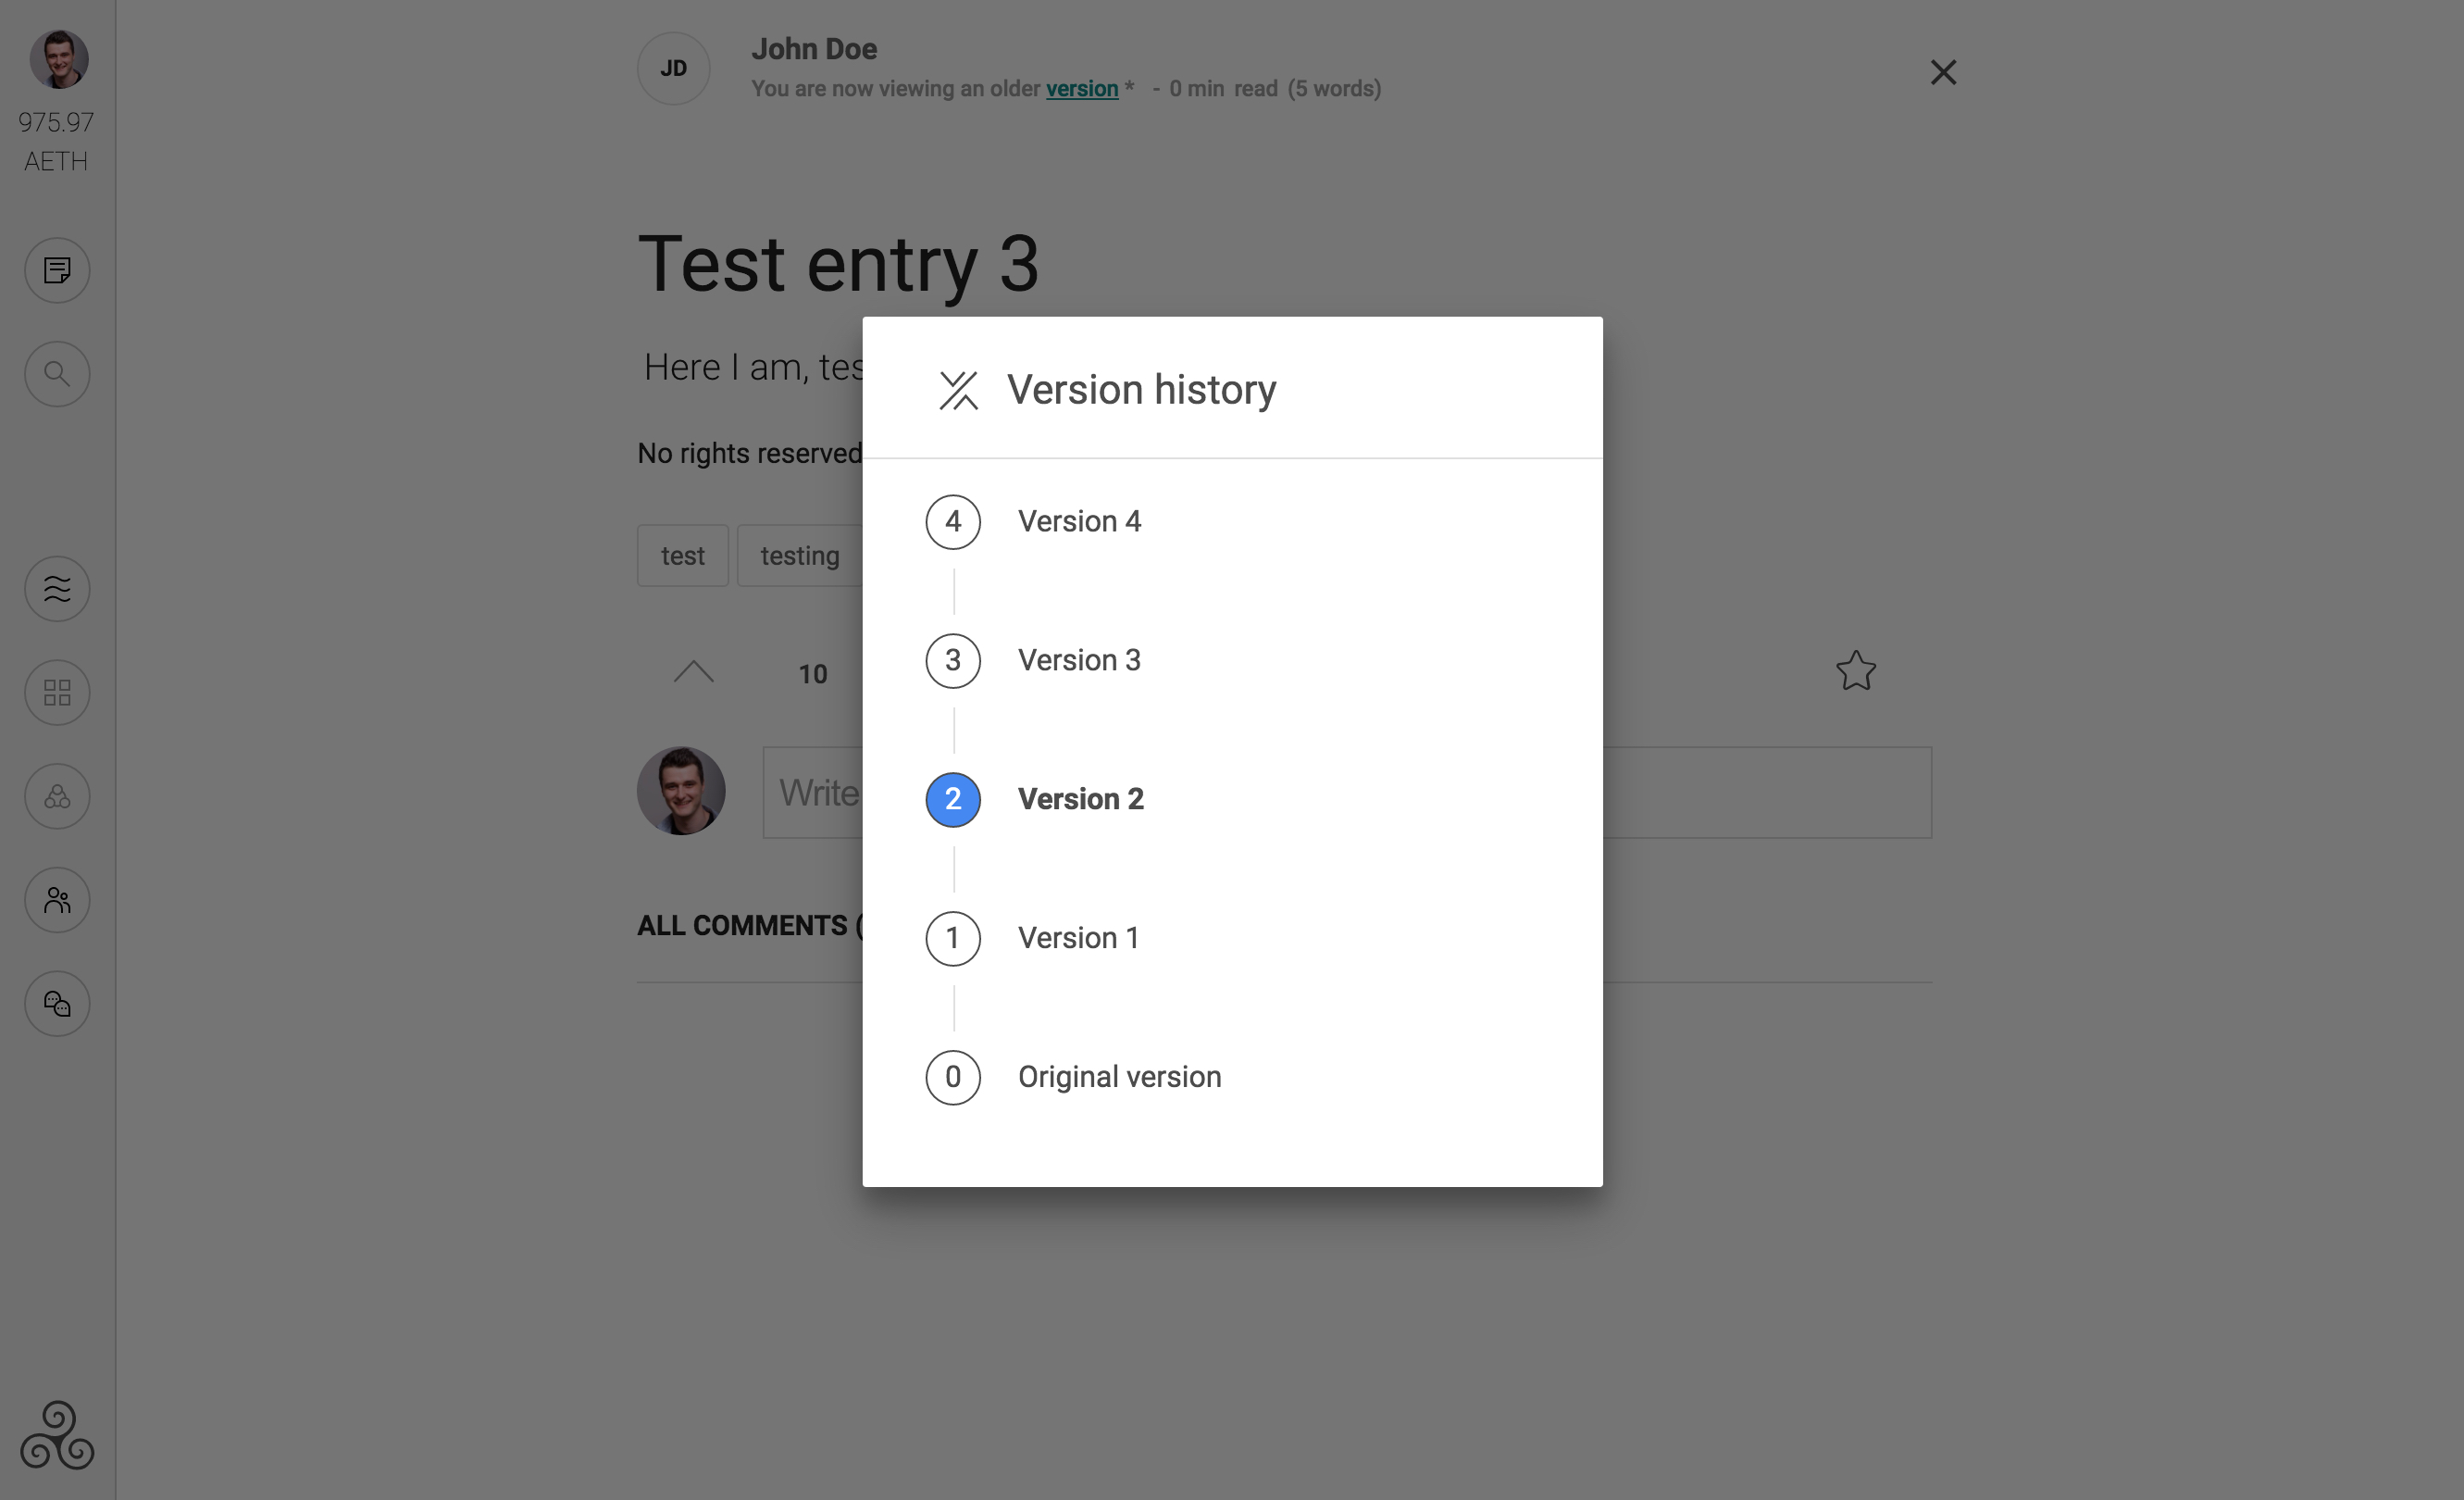 975.97
AETH
JD
John Doe
You are now viewing an older version * - 0 min read (5 words)
Test entry 3
Here I am, tes
No rights reserved
test
testing
10
Write
ALL COMMENTS (
Version history
4 Version 4
3 Version 3
2 Version 2
1 Version 1
0 Original version